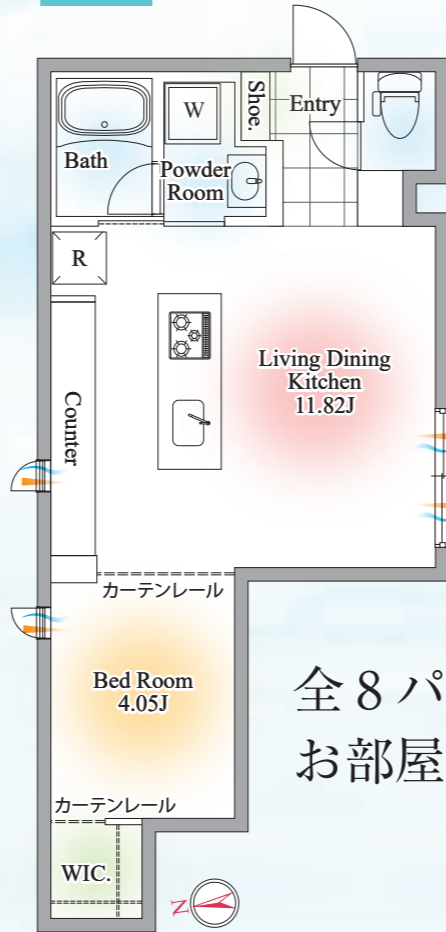 W
Shoe.
Entry
Bath
Powder
Room
R
Living Dining
Kitchen
11.82J
Counter
カーテンレール
Bed Room
4.05J
全８パ
お部屋
カーテンレール
WIC.
N